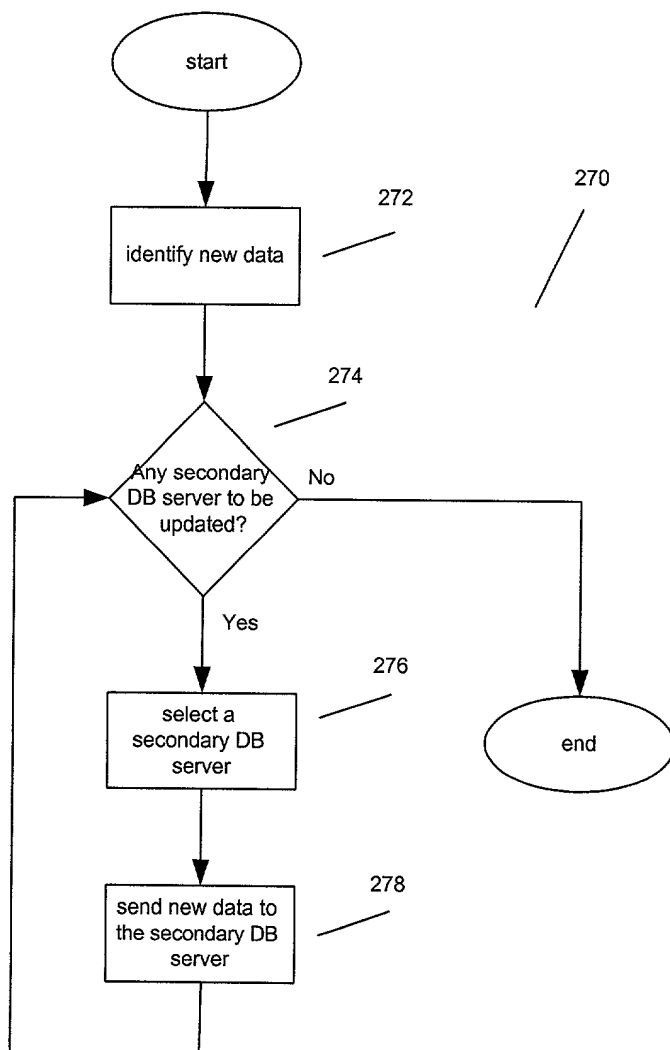 start
272
270
identify new data
274
Any secondary
DB server to be
updated?
No
Yes
276
select a
secondary DB
server
end
278
send new data to
the secondary DB
server